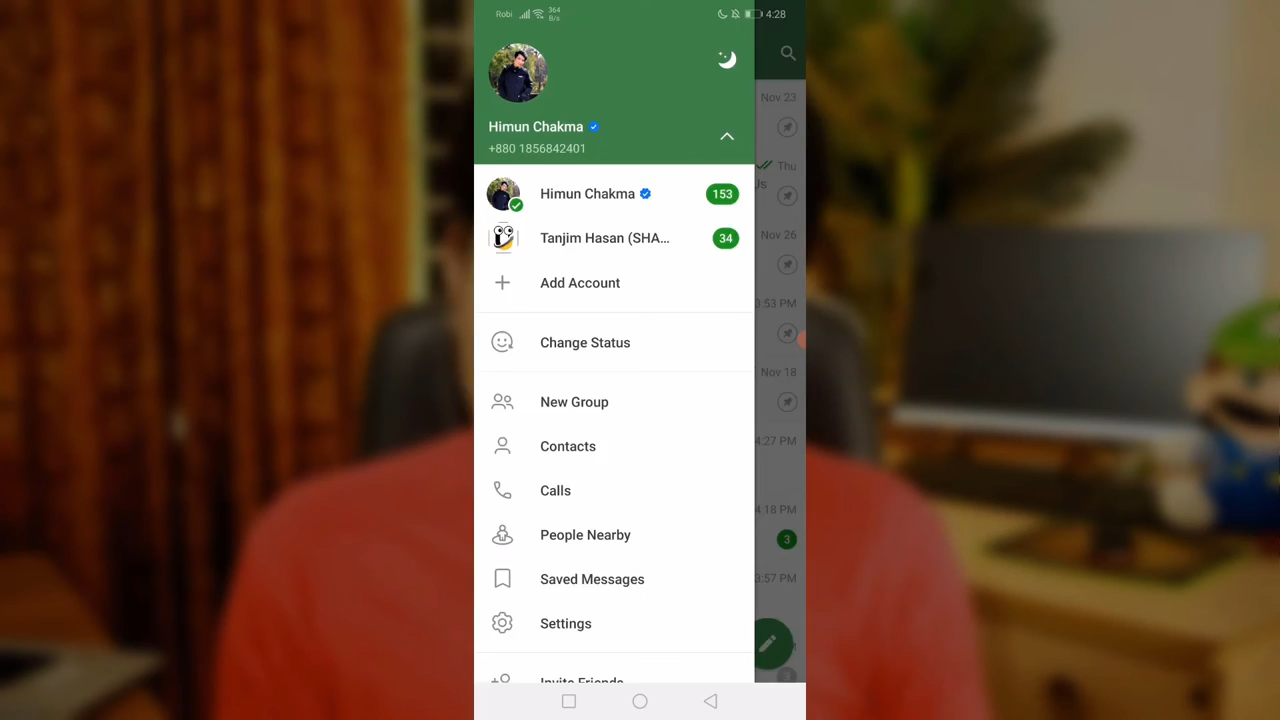 Robi 364 B/s 4:28
Himun Chakma
+880 1856842401
Himun Chakma 153
Tanjim Hasan (SHA... 34
Add Account
Change Status
New Group
Contacts
Calls
People Nearby
Saved Messages
Settings
Nov 23
Thu
Nov 26
3:53 PM
Nov 18
4:27 PM
4:18 PM
3
3:57 PM